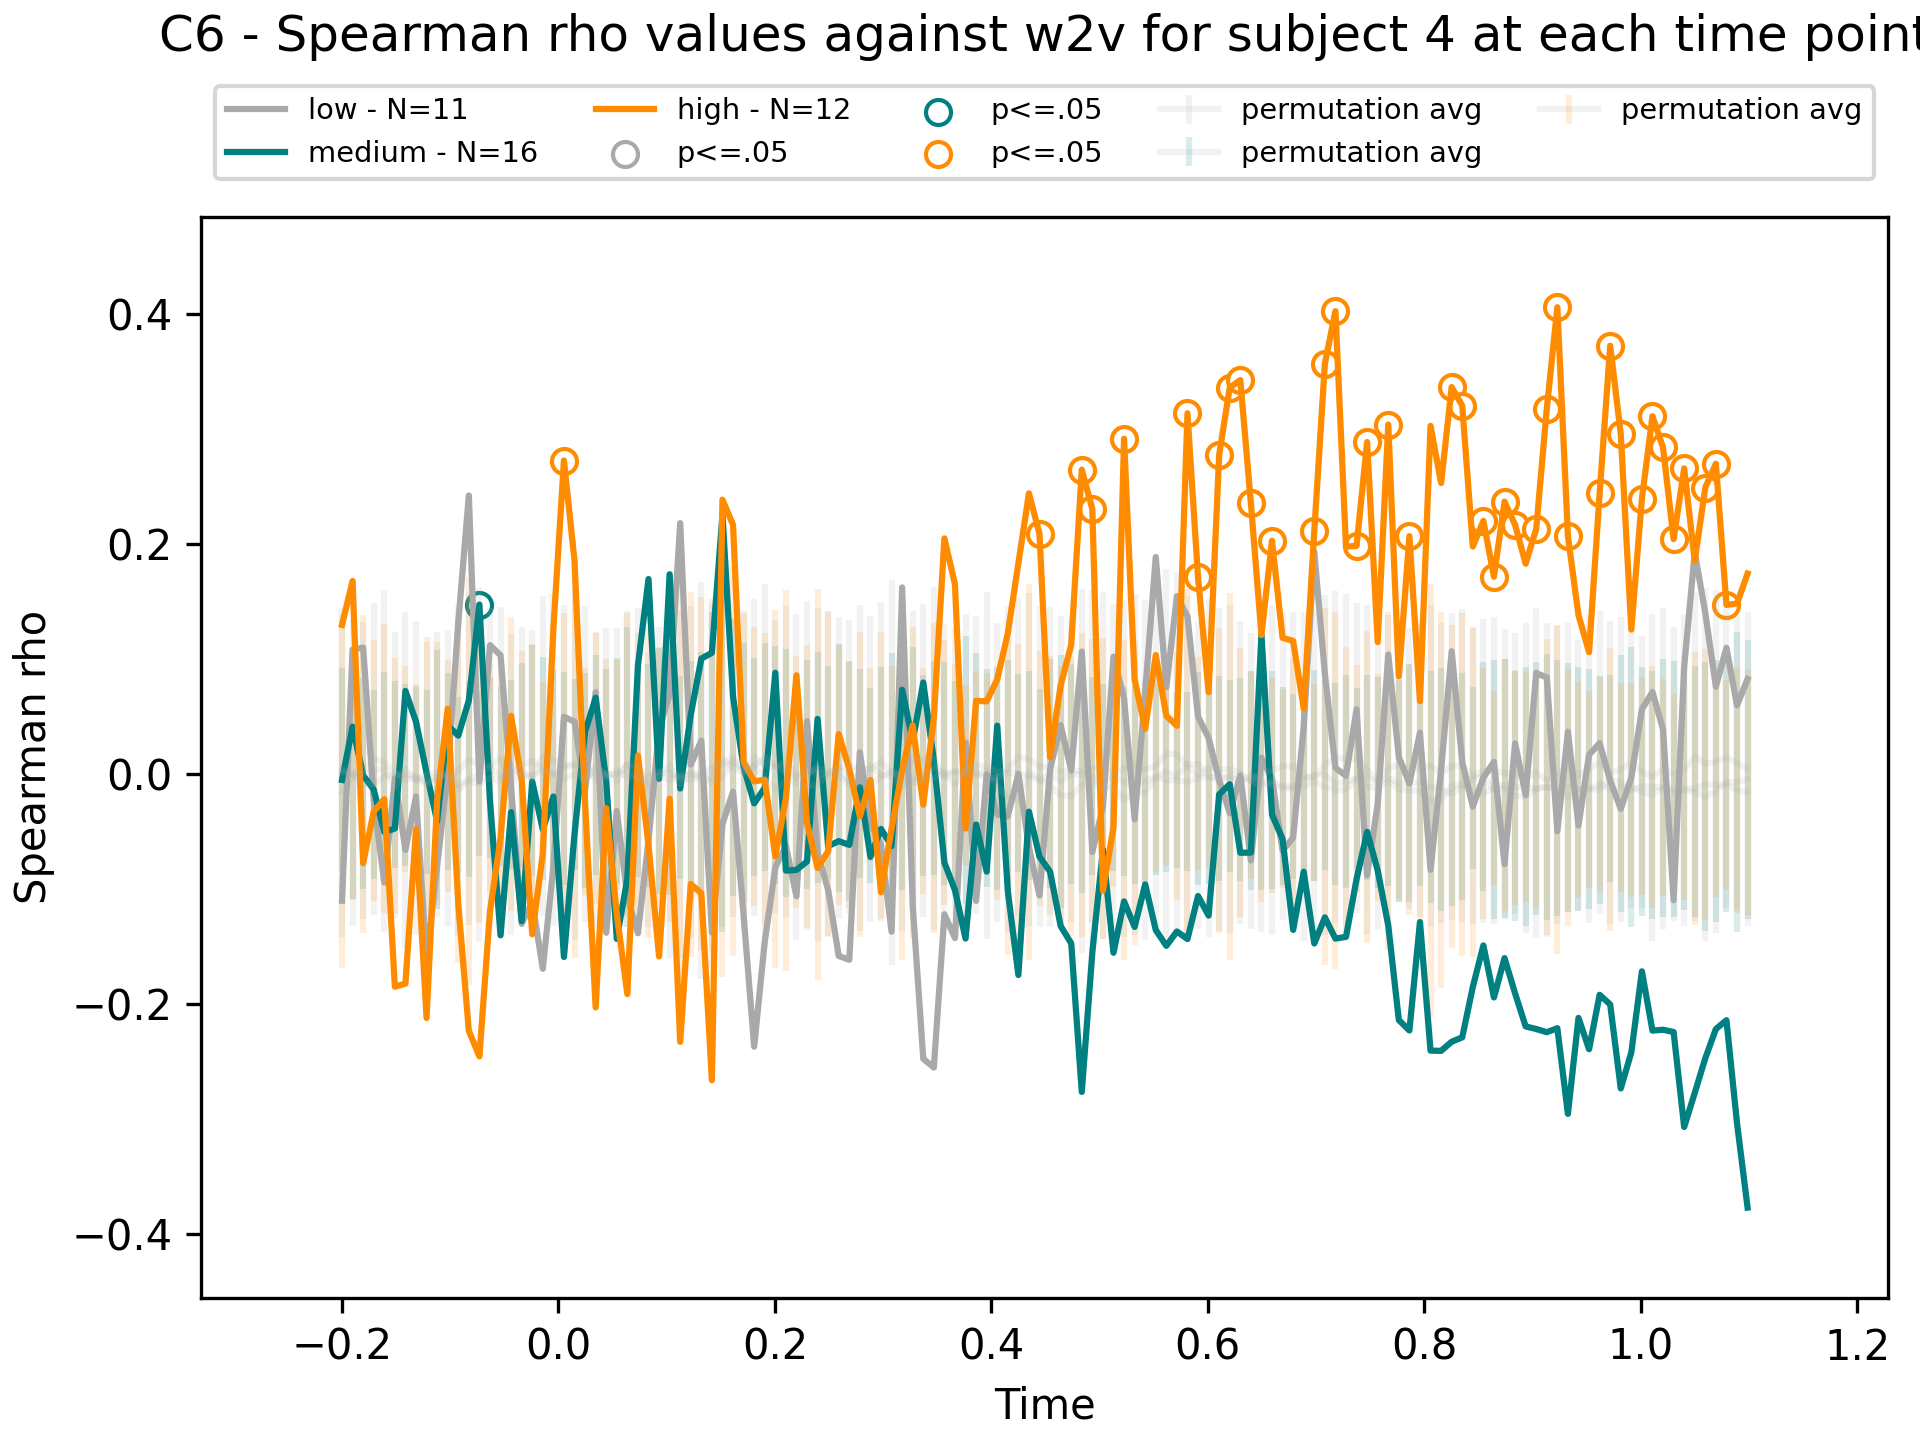 C6 - Spearman rho values against w2v for subject 4 at each time point
low - N=11
medium - N=16
high - N=12
p<=.05
p<=.05
p<=.05
permutation avg
permutation avg
permutation avg
Spearman rho
0.4
0.2
0.0
−0.2
−0.4
−0.2 0.0 0.2 0.4 0.6 0.8 1.0 1.2
Time